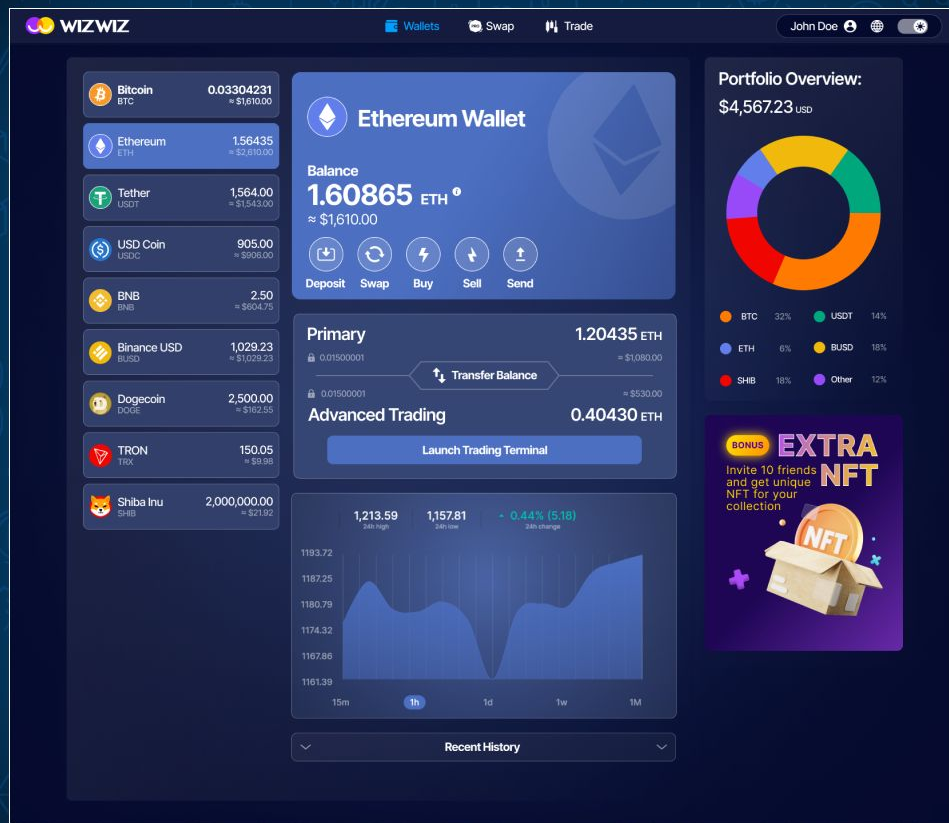 WIZWIZ
Wallets
Swap
Trade
John Doe
Bitcoin 0.03304231
BTC ≈ $1,610.00
Ethereum 1.56435
ETH ≈ $2,610.00
Tether 1,564.00
USDT ≈ $1,543.00
USD Coin 905.00
USDC ≈ $906.00
BNB 2.50
BNB ≈ $604.75
Binance USD 1,029.23
BUSD ≈ $1,029.23
Dogecoin 2,500.00
DOGE ≈ $162.55
TRON 150.05
TRX ≈ $9.98
Shiba Inu 2,000,000.00
SHIB ≈ $21.92
Ethereum Wallet
Balance
1.60865 ETH
≈ $1,610.00
Deposit Swap Buy Sell Send
Primary 1.20435 ETH
0.01500001 ≈ $1,080.00
Transfer Balance
0.01500001 ≈ $530.00
Advanced Trading 0.40430 ETH
Launch Trading Terminal
1,213.59 1,157.81 0.44% (5.18)
24h high 24h low 24h change
1193.72
1187.25
1180.79
1174.32
1167.86
1161.39
15m 1h 1d 1w 1M
Recent History
Portfolio Overview:
$4,567.23 USD
BTC 32% USDT 14%
ETH 6% BUSD 18%
SHIB 18% Other 12%
BONUS EXTRA
NFT
Invite 10 friends
and get unique
NFT for your
collection
NFT